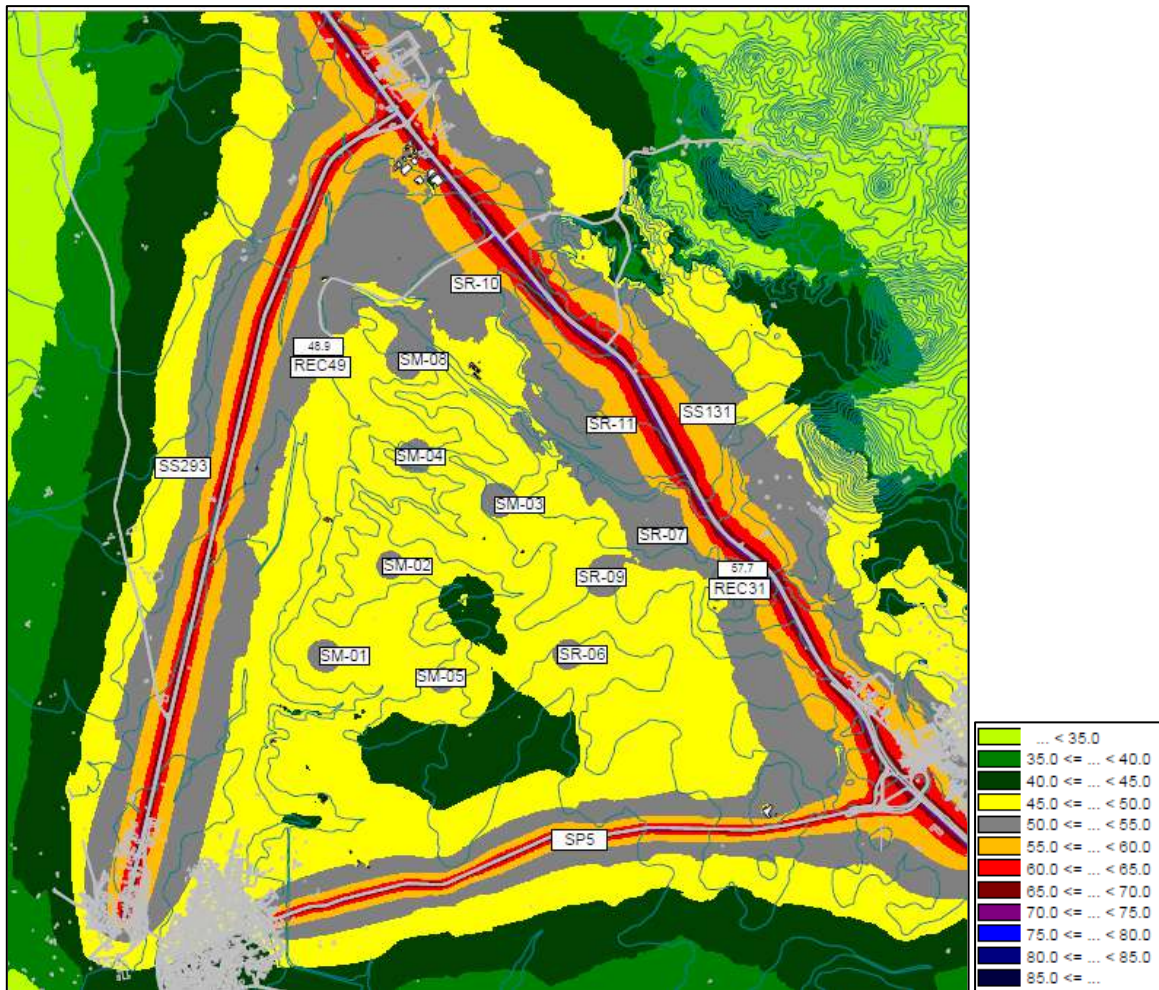 SR-10
48.9
REC49
SM-08
SS131
SR-11
SS293
SM-04
SM-03
SR-07
SM-02
SR-09
57.7
REC31
SM-01
SR-06
SM-05
SP5
... < 35.0
35.0 <= ... < 40.0
40.0 <= ... < 45.0
45.0 <= ... < 50.0
50.0 <= ... < 55.0
55.0 <= ... < 60.0
60.0 <= ... < 65.0
65.0 <= ... < 70.0
70.0 <= ... < 75.0
75.0 <= ... < 80.0
80.0 <= ... < 85.0
85.0 <= ...